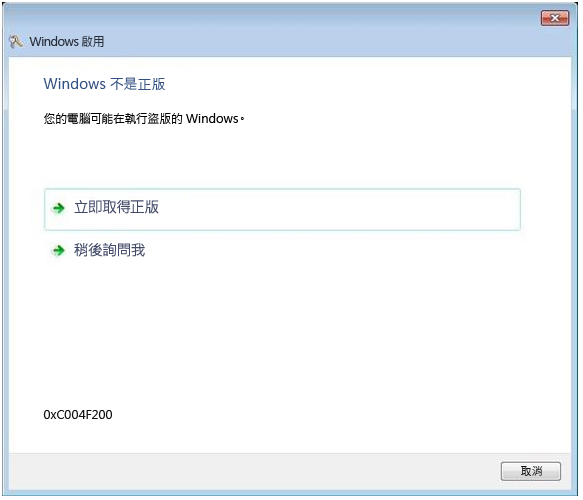 Windows 啟用
Windows 不是正版
您的電腦可能在執行盜版的 Windows。
立即取得正版
稍後詢問我
0xC004F200
取消